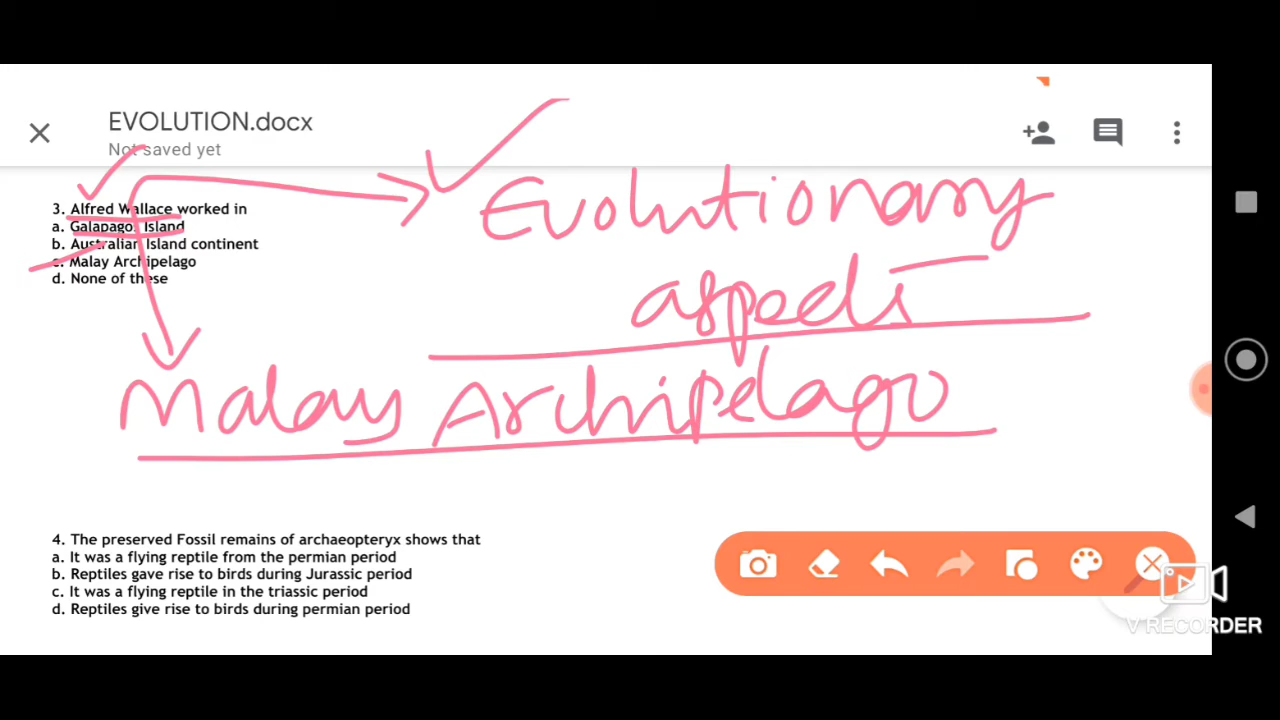 EVOLUTION.docx
Not saved yet
3. Alfred Wallace worked in
a. Galapagos Island
b. Australian Island continent
c. Malay Archipelago
d. None of these
Evolutionary
aspects
Malay Archipelago
4. The preserved Fossil remains of archaeopteryx shows that
a. It was a flying reptile from the permian period
b. Reptiles gave rise to birds during Jurassic period
c. It was a flying reptile in the triassic period
d. Reptiles give rise to birds during permian period
V RECORDER